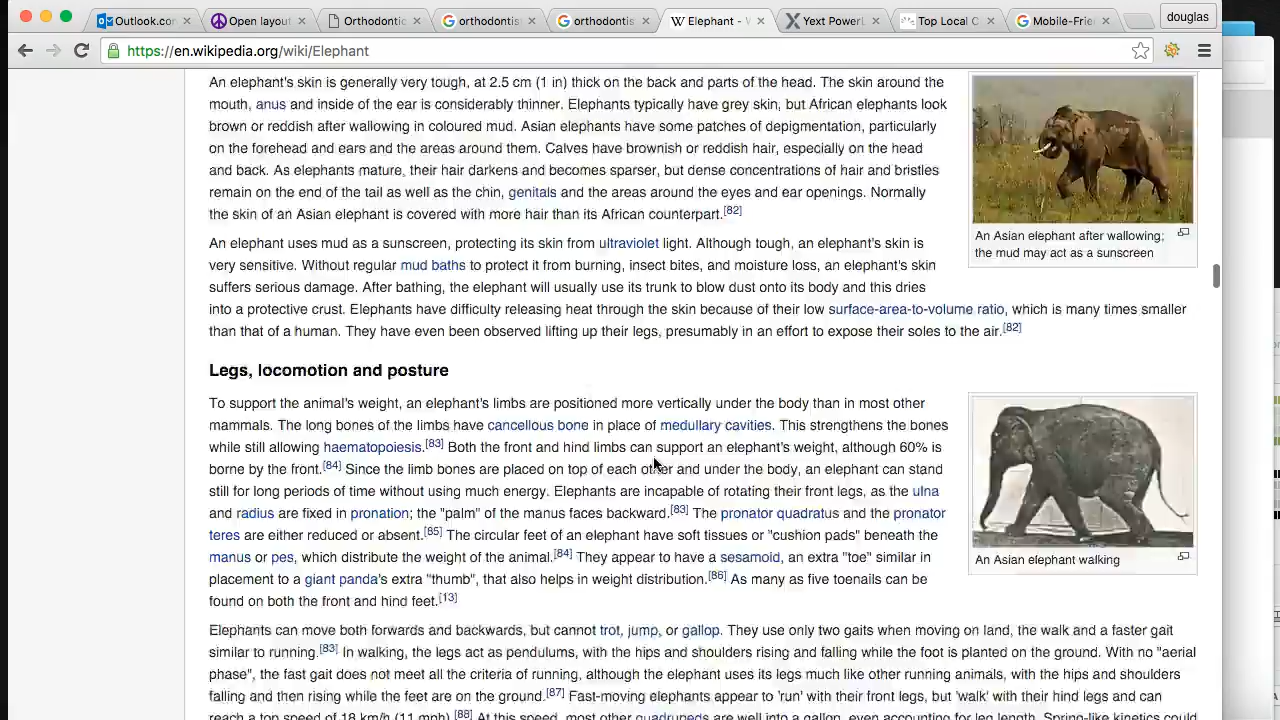 Outlook.co
Open layou
Orthodontic
orthodontis
orthodontis
Elephant -
Text PowerL
Top Local C
Mobile-Frie
douglas
https://en.wikipedia.org/wiki/Elephant
An elephant's skin is generally very tough, at 2.5 cm (1 in) thick on the back and parts of the head. The skin around the
mouth, anus and inside of the ear is considerably thinner. Elephants typically have grey skin, but African elephants look
brown or reddish after wallowing in coloured mud. Asian elephants have some patches of depigmentation, particularly
on the forehead and ears and the areas around them. Calves have brownish or reddish hair, especially on the head
and back. As elephants mature, their hair darkens and becomes sparser, but dense concentrations of hair and bristles
remain on the end of the tail as well as the chin, genitals and the areas around the eyes and ear openings. Normally
the skin of an Asian elephant is covered with more hair than its African counterpart.[82]
An Asian elephant after wallowing;
the mud may act as a sunscreen
An elephant uses mud as a sunscreen, protecting its skin from ultraviolet light. Although tough, an elephant's skin is
very sensitive. Without regular mud baths to protect it from burning, insect bites, and moisture loss, an elephant's skin
suffers serious damage. After bathing, the elephant will usually use its trunk to blow dust onto its body and this dries
into a protective crust. Elephants have difficulty releasing heat through the skin because of their low surface-area-to-volume ratio, which is many times smaller
than that of a human. They have even been observed lifting up their legs, presumably in an effort to expose their soles to the air.[82]
Legs, locomotion and posture
To support the animal's weight, an elephant's limbs are positioned more vertically under the body than in most other
mammals. The long bones of the limbs have cancellous bone in place of medullary cavities. This strengthens the bones
while still allowing haematopoiesis.[83] Both the front and hind limbs can support an elephant's weight, although 60% is
borne by the front.[84] Since the limb bones are placed on top of each other and under the body, an elephant can stand
still for long periods of time without using much energy. Elephants are incapable of rotating their front legs, as the ulna
and radius are fixed in pronation; the "palm" of the manus faces backward.[83] The pronator quadratus and the pronator
teres are either reduced or absent.[85] The circular feet of an elephant have soft tissues or "cushion pads" beneath the
manus or pes, which distribute the weight of the animal.[84] They appear to have a sesamoid, an extra "toe" similar in
placement to a giant panda's extra "thumb", that also helps in weight distribution.[86] As many as five toenails can be
found on both the front and hind feet.[13]
An Asian elephant walking
Elephants can move both forwards and backwards, but cannot trot, jump, or gallop. They use only two gaits when moving on land, the walk and a faster gait
similar to running.[83] In walking, the legs act as pendulums, with the hips and shoulders rising and falling while the foot is planted on the ground. With no "aerial
phase", the fast gait does not meet all the criteria of running, although the elephant uses its legs much like other running animals, with the hips and shoulders
falling and then rising while the feet are on the ground.[87] Fast-moving elephants appear to 'run' with their front legs, but 'walk' with their hind legs and can
reach a top speed of 18 km/h (11 mph).[88] At this speed, most other quadrupeds are well into a gallop, even accounting for leg length. Spring-like kinetics could